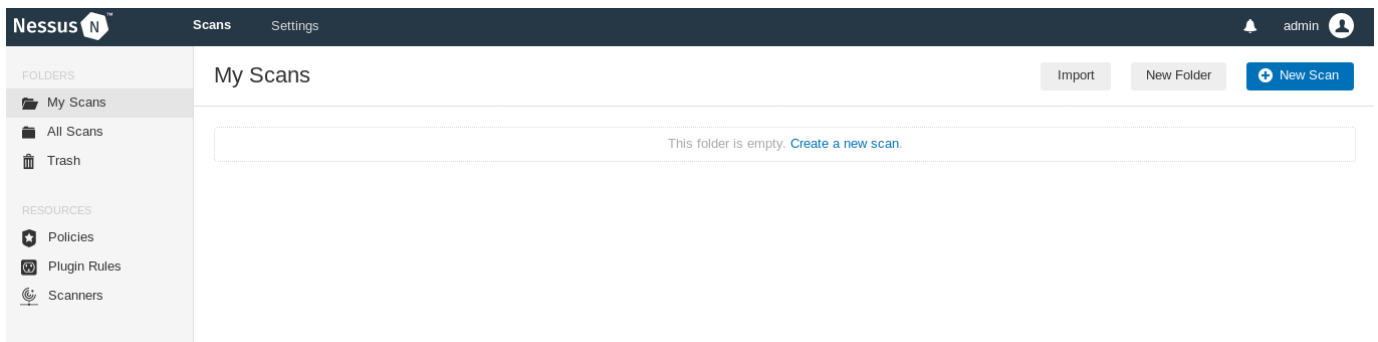 Nessus N™ Scans Settings admin
FOLDERS
My Scans
All Scans
Trash
RESOURCES
Policies
Plugin Rules
Scanners
My Scans Import New Folder New Scan
This folder is empty. Create a new scan.